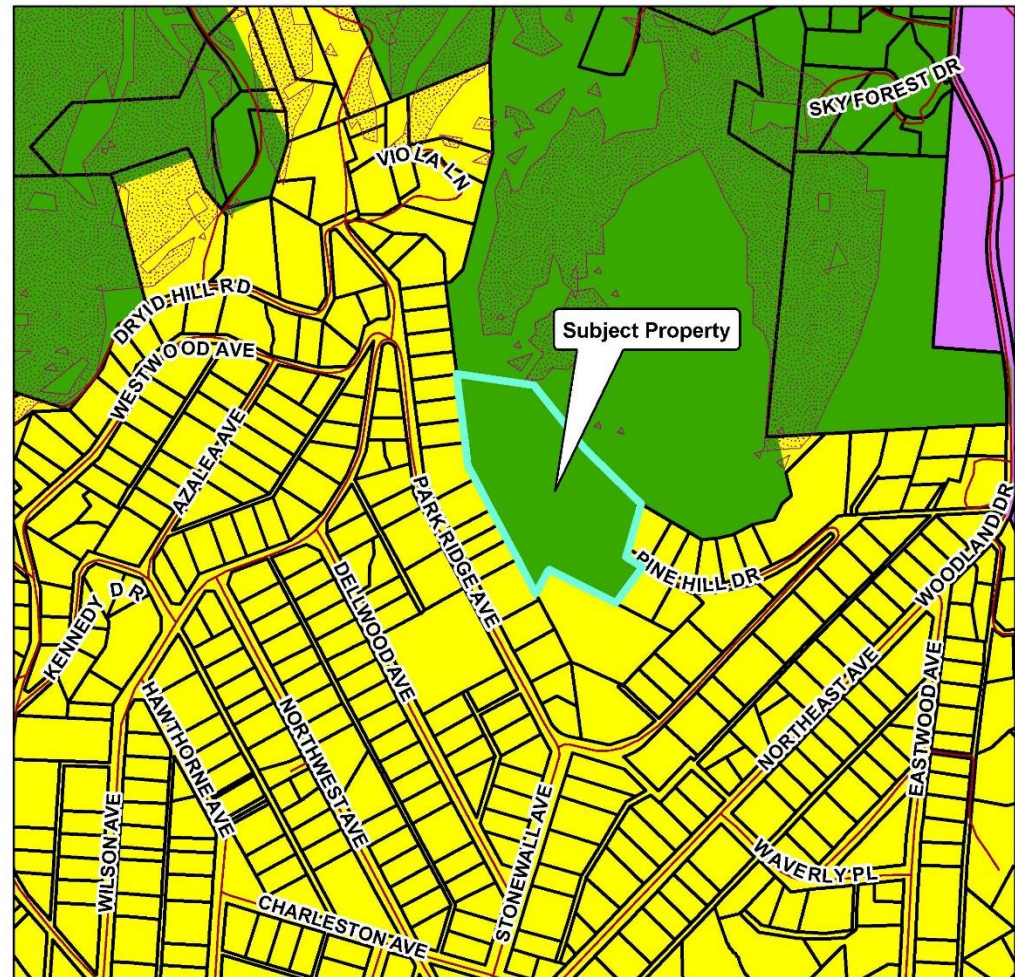 SKY FOREST DR
VIOLA LN
DRYID HILL RD
Subject Property
WESTWOOD AVE
AZALEA AVE
PARK RIDGE AVE
WOODLAND DR
PINE HILL DR
KENNEDY DR
DELLWOOD AVE
HAWTHORNE AVE
NORTHWEST AVE
NORTHEAST AVE
EASTWOOD AVE
WILSON AVE
STONEWALL AVE
WAVERLY PL
CHARLESTON AVE